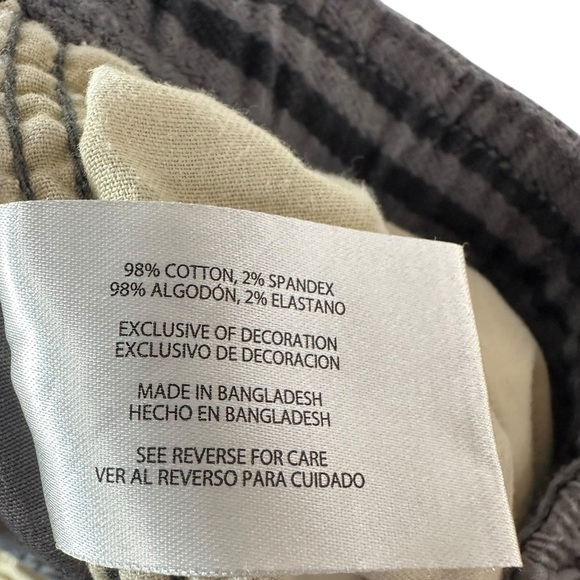 98% COTTON, 2% SPANDEX
98% ALGODÓN, 2% ELASTANO
EXCLUSIVE OF DECORATION
EXCLUSIVO DE DECORACION
MADE IN BANGLADESH
HECHO EN BANGLADESH
SEE REVERSE FOR CARE
VER AL REVERSO PARA CUIDADO